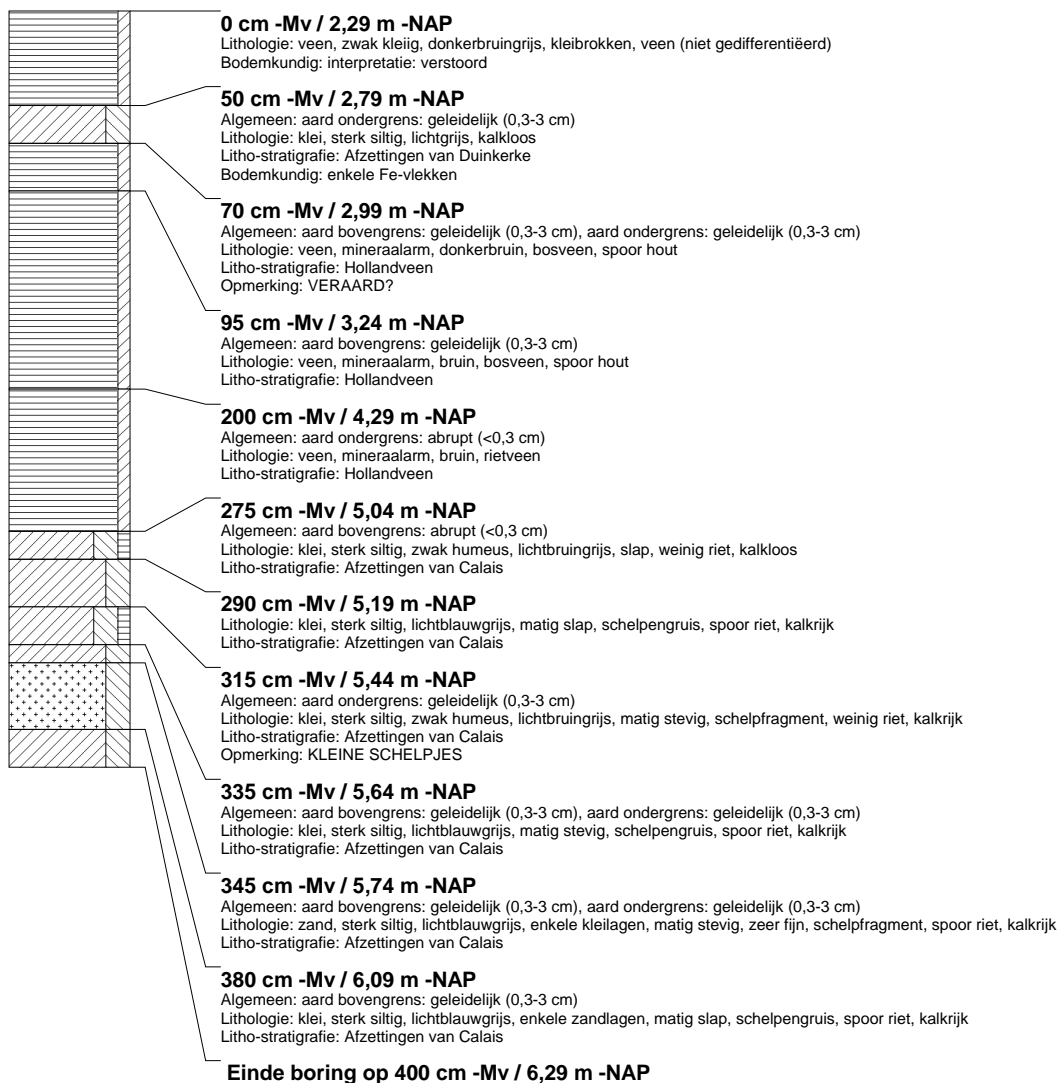 0 cm -Mv / 2,29 m -NAP
Lithologie: veen, zwak kleiig, donkerbruingrijs, kleibrokken, veen (niet gedifferentiëerd)
Bodemkundig: interpretatie: verstoord
50 cm -Mv / 2,79 m -NAP
Algemeen: aard ondergrens: geleidelijk (0,3-3 cm)
Lithologie: klei, sterk siltig, lichtgrijs, kalkloos
Litho-stratigrafie: Afzettingen van Duinkerke
Bodemkundig: enkele Fe-vlekken
70 cm -Mv / 2,99 m -NAP
Algemeen: aard bovengrens: geleidelijk (0,3-3 cm), aard ondergrens: geleidelijk (0,3-3 cm)
Lithologie: veen, mineraalarm, donkerbruin, bosveen, spoor hout
Litho-stratigrafie: Hollandveen
Opmerking: VERAARD?
95 cm -Mv / 3,24 m -NAP
Algemeen: aard bovengrens: geleidelijk (0,3-3 cm)
Lithologie: veen, mineraalarm, bruin, bosveen, spoor hout
Litho-stratigrafie: Hollandveen
200 cm -Mv / 4,29 m -NAP
Algemeen: aard ondergrens: abrupt (<0,3 cm)
Lithologie: veen, mineraalarm, bruin, rietveen
Litho-stratigrafie: Hollandveen
275 cm -Mv / 5,04 m -NAP
Algemeen: aard bovengrens: abrupt (<0,3 cm)
Lithologie: klei, sterk siltig, zwak humeus, lichtbruingrijs, slap, weinig riet, kalkloos
Litho-stratigrafie: Afzettingen van Calais
290 cm -Mv / 5,19 m -NAP
Lithologie: klei, sterk siltig, lichtblauwgrijs, matig slap, schelpengruis, spoor riet, kalkrijk
Litho-stratigrafie: Afzettingen van Calais
315 cm -Mv / 5,44 m -NAP
Algemeen: aard ondergrens: geleidelijk (0,3-3 cm)
Lithologie: klei, sterk siltig, zwak humeus, lichtbruingrijs, matig stevig, schelpfragment, weinig riet, kalkrijk
Litho-stratigrafie: Afzettingen van Calais
Opmerking: KLEINE SCHELPJES
335 cm -Mv / 5,64 m -NAP
Algemeen: aard bovengrens: geleidelijk (0,3-3 cm), aard ondergrens: geleidelijk (0,3-3 cm)
Lithologie: klei, sterk siltig, lichtblauwgrijs, matig stevig, schelpengruis, spoor riet, kalkrijk
Litho-stratigrafie: Afzettingen van Calais
345 cm -Mv / 5,74 m -NAP
Algemeen: aard bovengrens: geleidelijk (0,3-3 cm), aard ondergrens: geleidelijk (0,3-3 cm)
Lithologie: zand, sterk siltig, lichtblauwgrijs, enkele kleilagen, matig stevig, zeer fijn, schelpfragment, spoor riet, kalkrijk
Litho-stratigrafie: Afzettingen van Calais
380 cm -Mv / 6,09 m -NAP
Algemeen: aard bovengrens: geleidelijk (0,3-3 cm)
Lithologie: klei, sterk siltig, lichtblauwgrijs, enkele zandlagen, matig slap, schelpengruis, spoor riet, kalkrijk
Litho-stratigrafie: Afzettingen van Calais
Einde boring op 400 cm -Mv / 6,29 m -NAP